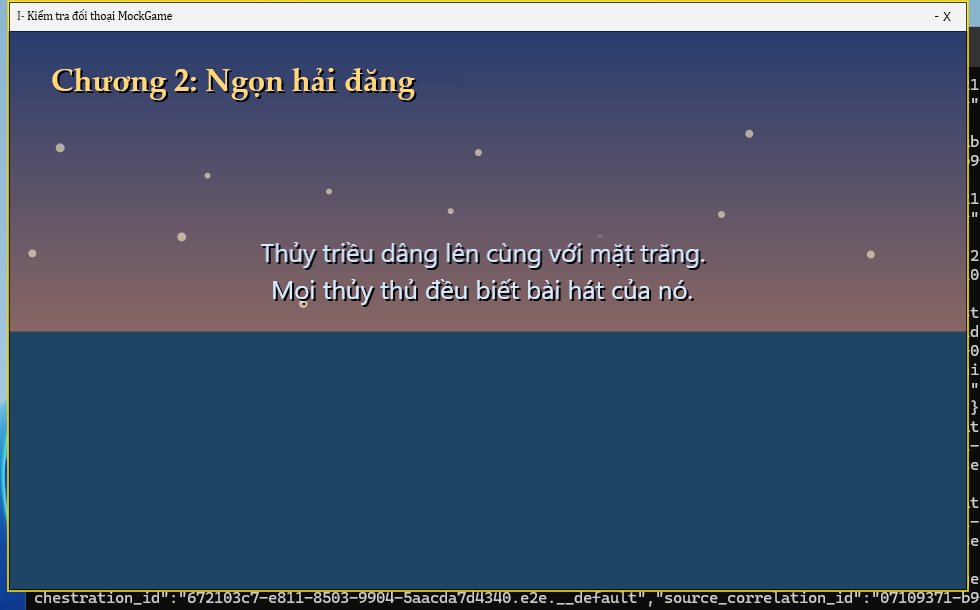 I- Kiểm tra đối thoại MockGame
- X
Chương 2: Ngọn hải đăng
Thủy triều dâng lên cùng với mặt trăng.
Mọi thủy thủ đều biết bài hát của nó.
chestration_id":"672103c7-e811-8503-9904-5aacda7d4340.e2e.__default","source_correlation_id":"07109371-b9